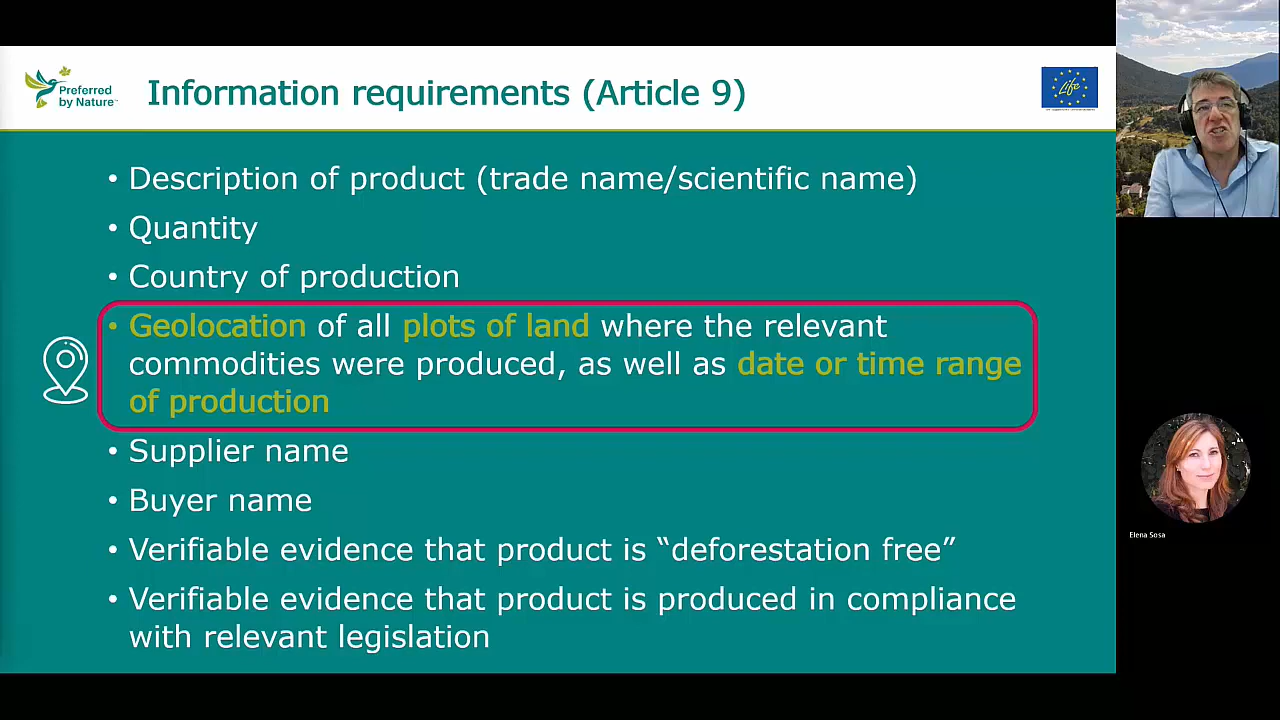 Preferred
by Nature™
Information requirements (Article 9)
Life
• Description of product (trade name/scientific name)
• Quantity
• Country of production
• Geolocation of all plots of land where the relevant
commodities were produced, as well as date or time range
of production
• Supplier name
• Buyer name
• Verifiable evidence that product is “deforestation free”
• Verifiable evidence that product is produced in compliance
with relevant legislation
Elena Sosa